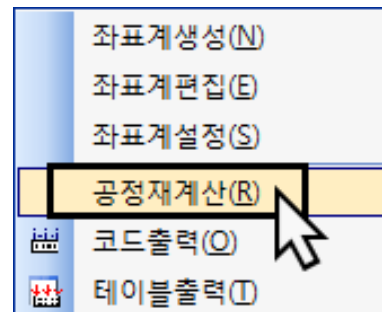 좌표계생성(N)
좌표계편집(E)
좌표계설정(S)
공정재계산(R)
코드출력(O)
테이블출력(T)